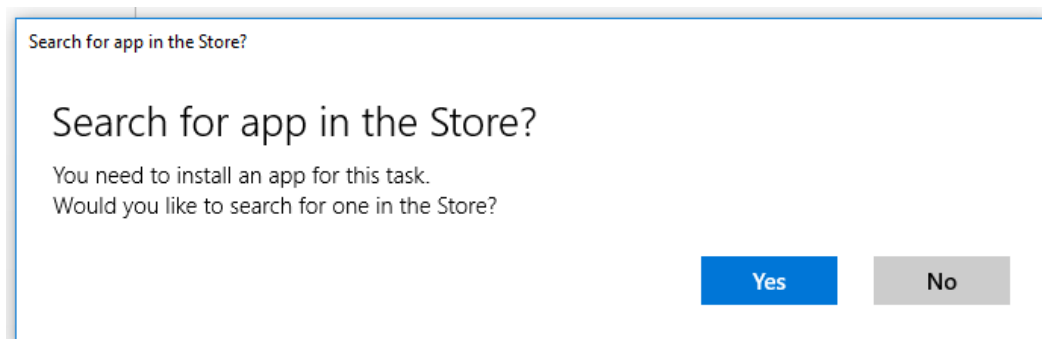 Search for app in the Store?
Search for app in the Store?
You need to install an app for this task.
Would you like to search for one in the Store?
Yes No